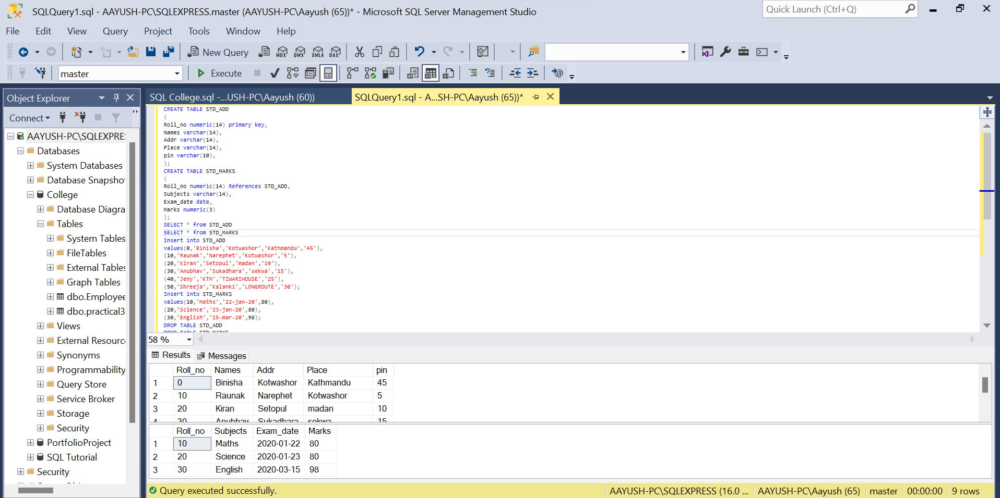 SQLQuery1.sql - AAYUSH-PC\SQLEXPRESS.master (AAYUSH-PC\Aayush (65))* - Microsoft SQL Server Management Studio
Quick Launch (Ctrl+Q)
File Edit View Query Project Tools Window Help
New Query MDX DMX XMLA DAX
master Execute
Object Explorer
Connect
AAYUSH-PC\SQLEXPRE
Databases
System Databases
Database Snapshot
College
Database Diagra
Tables
System Tables
FileTables
External Tables
Graph Tables
dbo.Employee
dbo.practical3
Views
External Resourc
Synonyms
Programmability
Query Store
Service Broker
Storage
Security
PortfolioProject
SQL Tutorial
Security
SQL College.sql -...USH-PC\Aayush (60))
SQLQuery1.sql - A...SH-PC\Aayush (65))*
CREATE TABLE STD_ADD
(
Roll_no numeric(14) primary key,
Names varchar(14),
Addr varchar(14),
Place varchar(14),
pin varchar(10),
);
CREATE TABLE STD_MARKS
(
Roll_no numeric(14) References STD_ADD,
Subjects varchar(14),
Exam_date date,
Marks numeric(3)
);
SELECT * from STD_ADD
SELECT * from STD_MARKS
Insert into STD_ADD
values(0,'Binisha','Kotwashor','Kathmandu','45'),
(10,'Raunak','Narephet','Kotwashor','5'),
(20,'Kiran','Setopul','madan','10'),
(30,'Anubhav','Sukadhara','sekwa','15'),
(40,'Jeny','KTM','TIWARIHOUSE','25'),
(50,'Shreeja','Kalanki','LONGROUTE','30');
Insert into STD_MARKS
values(10,'Maths','22-jan-20',80),
(20,'Science','23-jan-20',80),
(30,'English','15-mar-20',98);
DROP TABLE STD_ADD
DROP TABLE STD_MARKS
58 %
Results Messages
Roll_no Names Addr Place pin
1 0 Binisha Kotwashor Kathmandu 45
2 10 Raunak Narephet Kotwashor 5
3 20 Kiran Setopul madan 10
4 30 Anubhav Sukadhara sekwa 15
Roll_no Subjects Exam_date Marks
1 10 Maths 2020-01-22 80
2 20 Science 2020-01-23 80
3 30 English 2020-03-15 98
Query executed successfully.
AAYUSH-PC\SQLEXPRESS (16.0 ... AAYUSH-PC\Aayush (65) master 00:00:00 9 rows